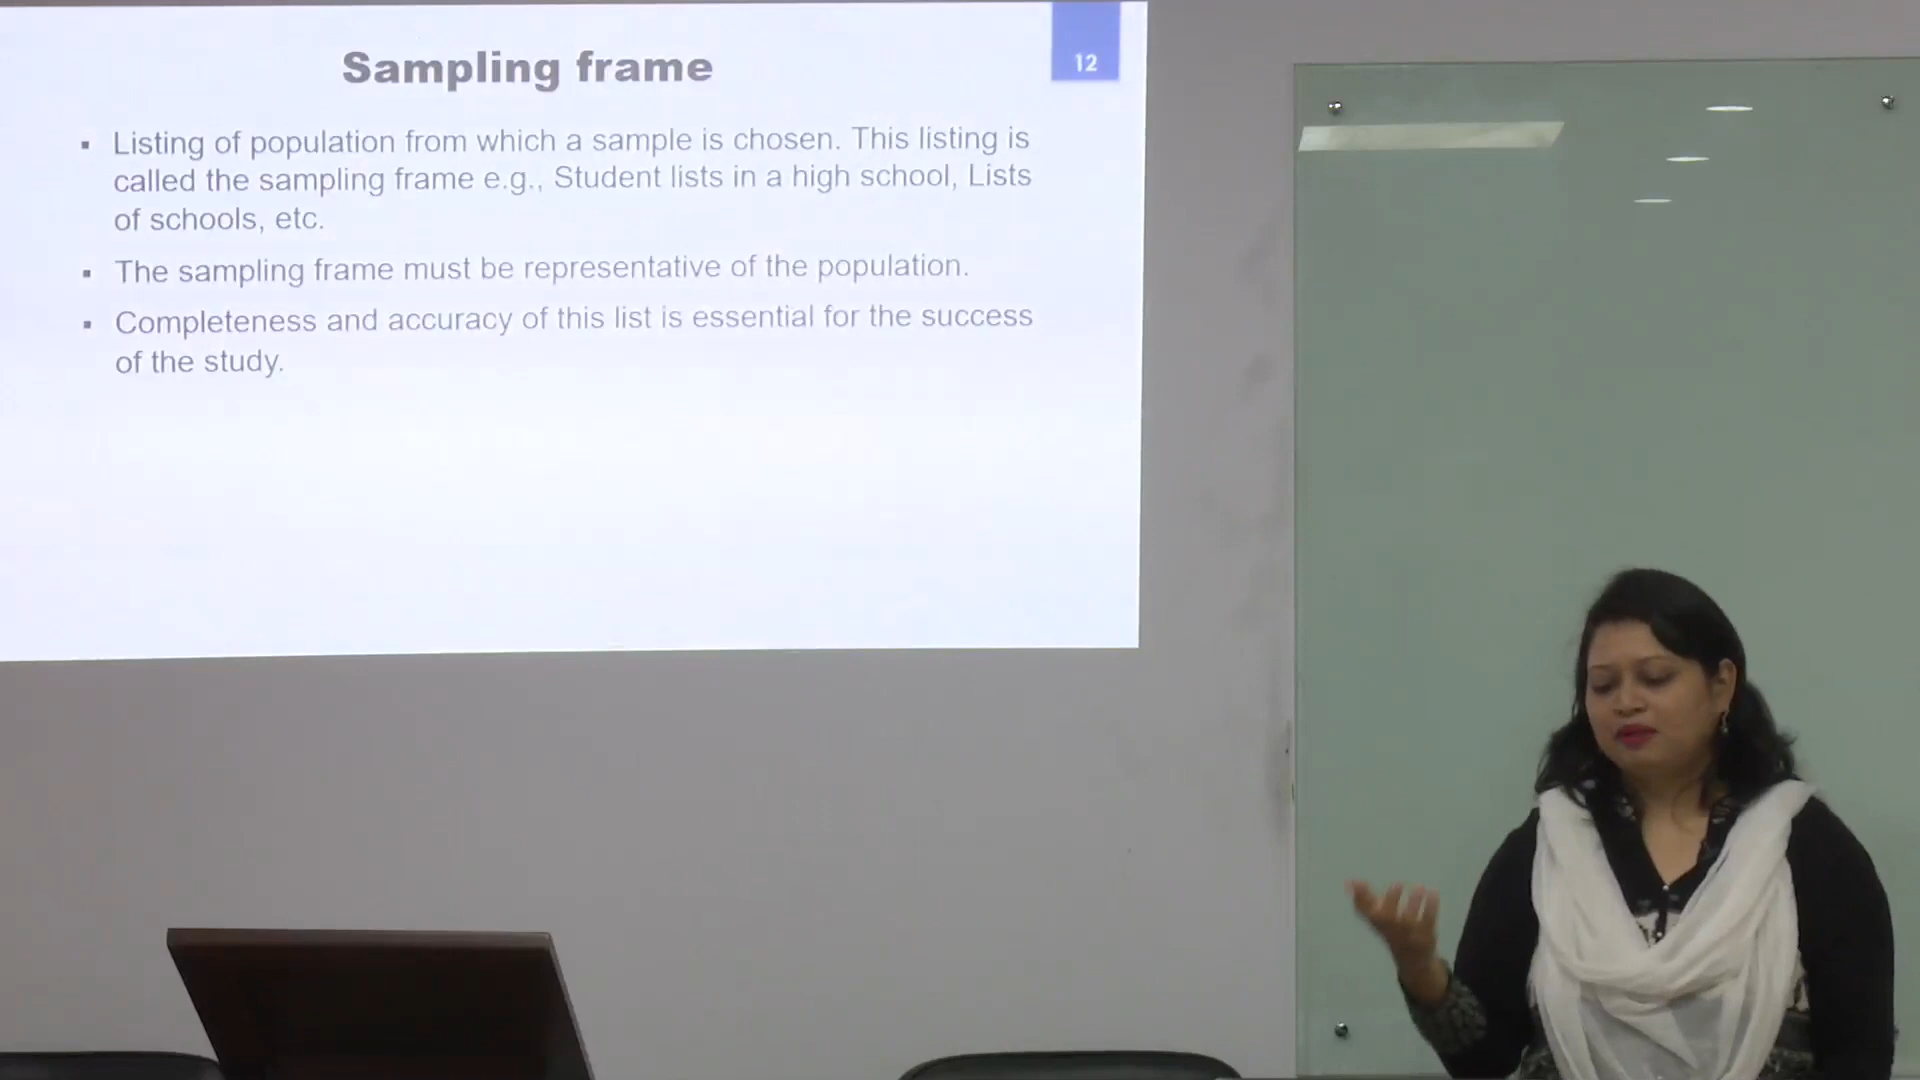 12
Sampling frame
▪ Listing of population from which a sample is chosen. This listing is
called the sampling frame e.g., Student lists in a high school, Lists
of schools, etc.
▪ The sampling frame must be representative of the population.
▪ Completeness and accuracy of this list is essential for the success
of the study.